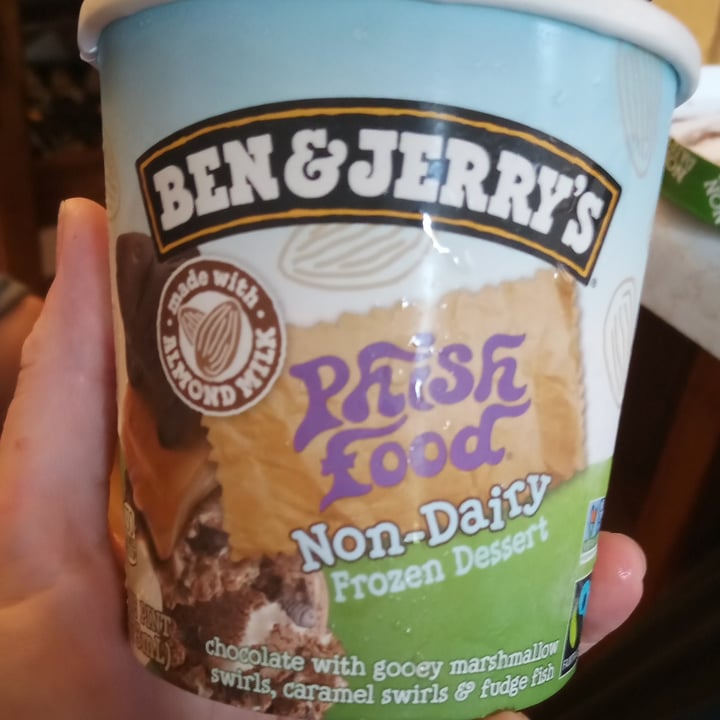 BEN & JERRY'S
made with
ALMOND MILK
Phish
Food
Non-Dairy
Frozen Dessert
chocolate with gooey marshmallow
swirls, caramel swirls & fudge fish